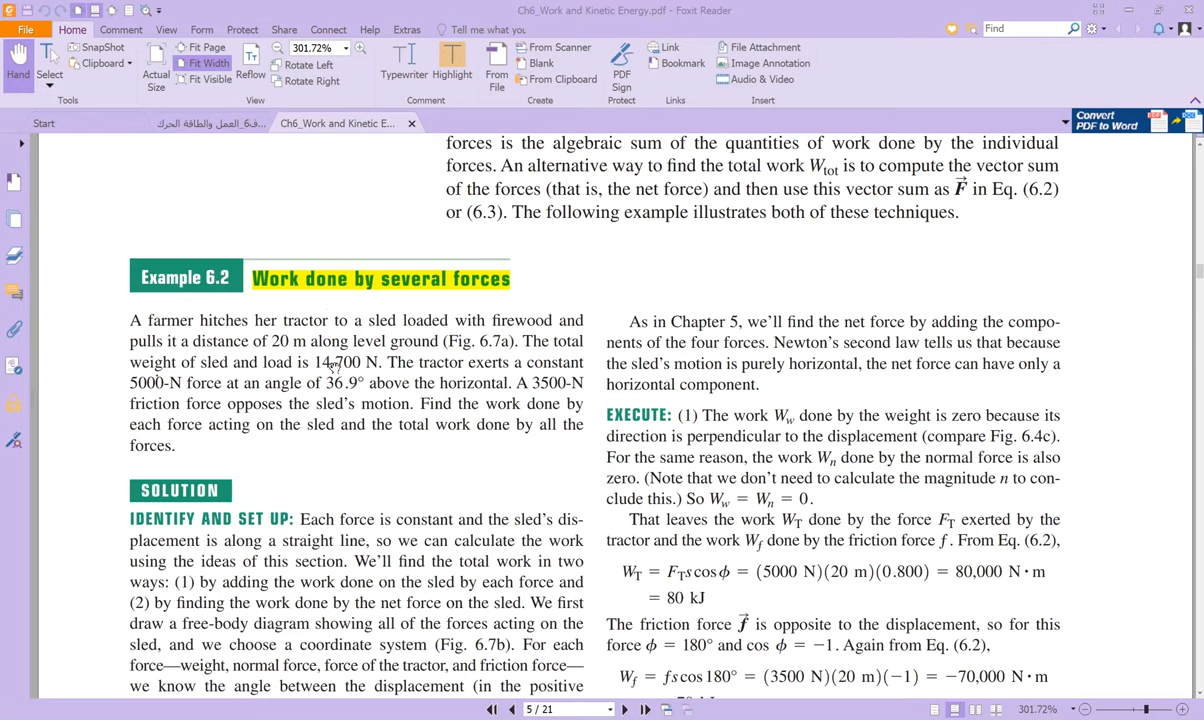 Ch6_Work and Kinetic Energy.pdf - Foxit Reader
File Home Comment View Form Protect Share Connect Help Extras Tell me what you
Find
Hand
Select
SnapShot
Clipboard
Tools
Actual Size
Fit Page
Fit Width
Fit Visible
Reflow
301.72%
Rotate Left
Rotate Right
View
Typewriter
Highlight
Comment
From File
From Scanner
Blank
From Clipboard
Create
PDF Sign
Protect
Link
Bookmark
Links
File Attachment
Image Annotation
Audio & Video
Insert
Start
ف6_العمل والطاقة الحرك...
Ch6_Work and Kinetic E...
Convert
PDF to Word
forces is the algebraic sum of the quantities of work done by the individual
forces. An alternative way to find the total work Wtot is to compute the vector sum
of the forces (that is, the net force) and then use this vector sum as F⃗ in Eq. (6.2)
or (6.3). The following example illustrates both of these techniques.
Example 6.2 Work done by several forces
A farmer hitches her tractor to a sled loaded with firewood and
pulls it a distance of 20 m along level ground (Fig. 6.7a). The total
weight of sled and load is 14,700 N. The tractor exerts a constant
5000-N force at an angle of 36.9° above the horizontal. A 3500-N
friction force opposes the sled's motion. Find the work done by
each force acting on the sled and the total work done by all the
forces.
SOLUTION
IDENTIFY AND SET UP: Each force is constant and the sled's dis-
placement is along a straight line, so we can calculate the work
using the ideas of this section. We'll find the total work in two
ways: (1) by adding the work done on the sled by each force and
(2) by finding the work done by the net force on the sled. We first
draw a free-body diagram showing all of the forces acting on the
sled, and we choose a coordinate system (Fig. 6.7b). For each
force—weight, normal force, force of the tractor, and friction force—
we know the angle between the displacement (in the positive
As in Chapter 5, we'll find the net force by adding the compo-
nents of the four forces. Newton's second law tells us that because
the sled's motion is purely horizontal, the net force can have only a
horizontal component.
EXECUTE: (1) The work Ww done by the weight is zero because its
direction is perpendicular to the displacement (compare Fig. 6.4c).
For the same reason, the work Wn done by the normal force is also
zero. (Note that we don't need to calculate the magnitude n to con-
clude this.) So Ww = Wn = 0.
That leaves the work WT done by the force FT exerted by the
tractor and the work Wf done by the friction force f. From Eq. (6.2),
WT = FTs cos ϕ = (5000 N)(20 m)(0.800) = 80,000 N · m
= 80 kJ
The friction force f⃗ is opposite to the displacement, so for this
force ϕ = 180° and cos ϕ = −1. Again from Eq. (6.2),
Wf = fs cos 180° = (3500 N)(20 m)(−1) = −70,000 N · m
5 / 21
301.72%